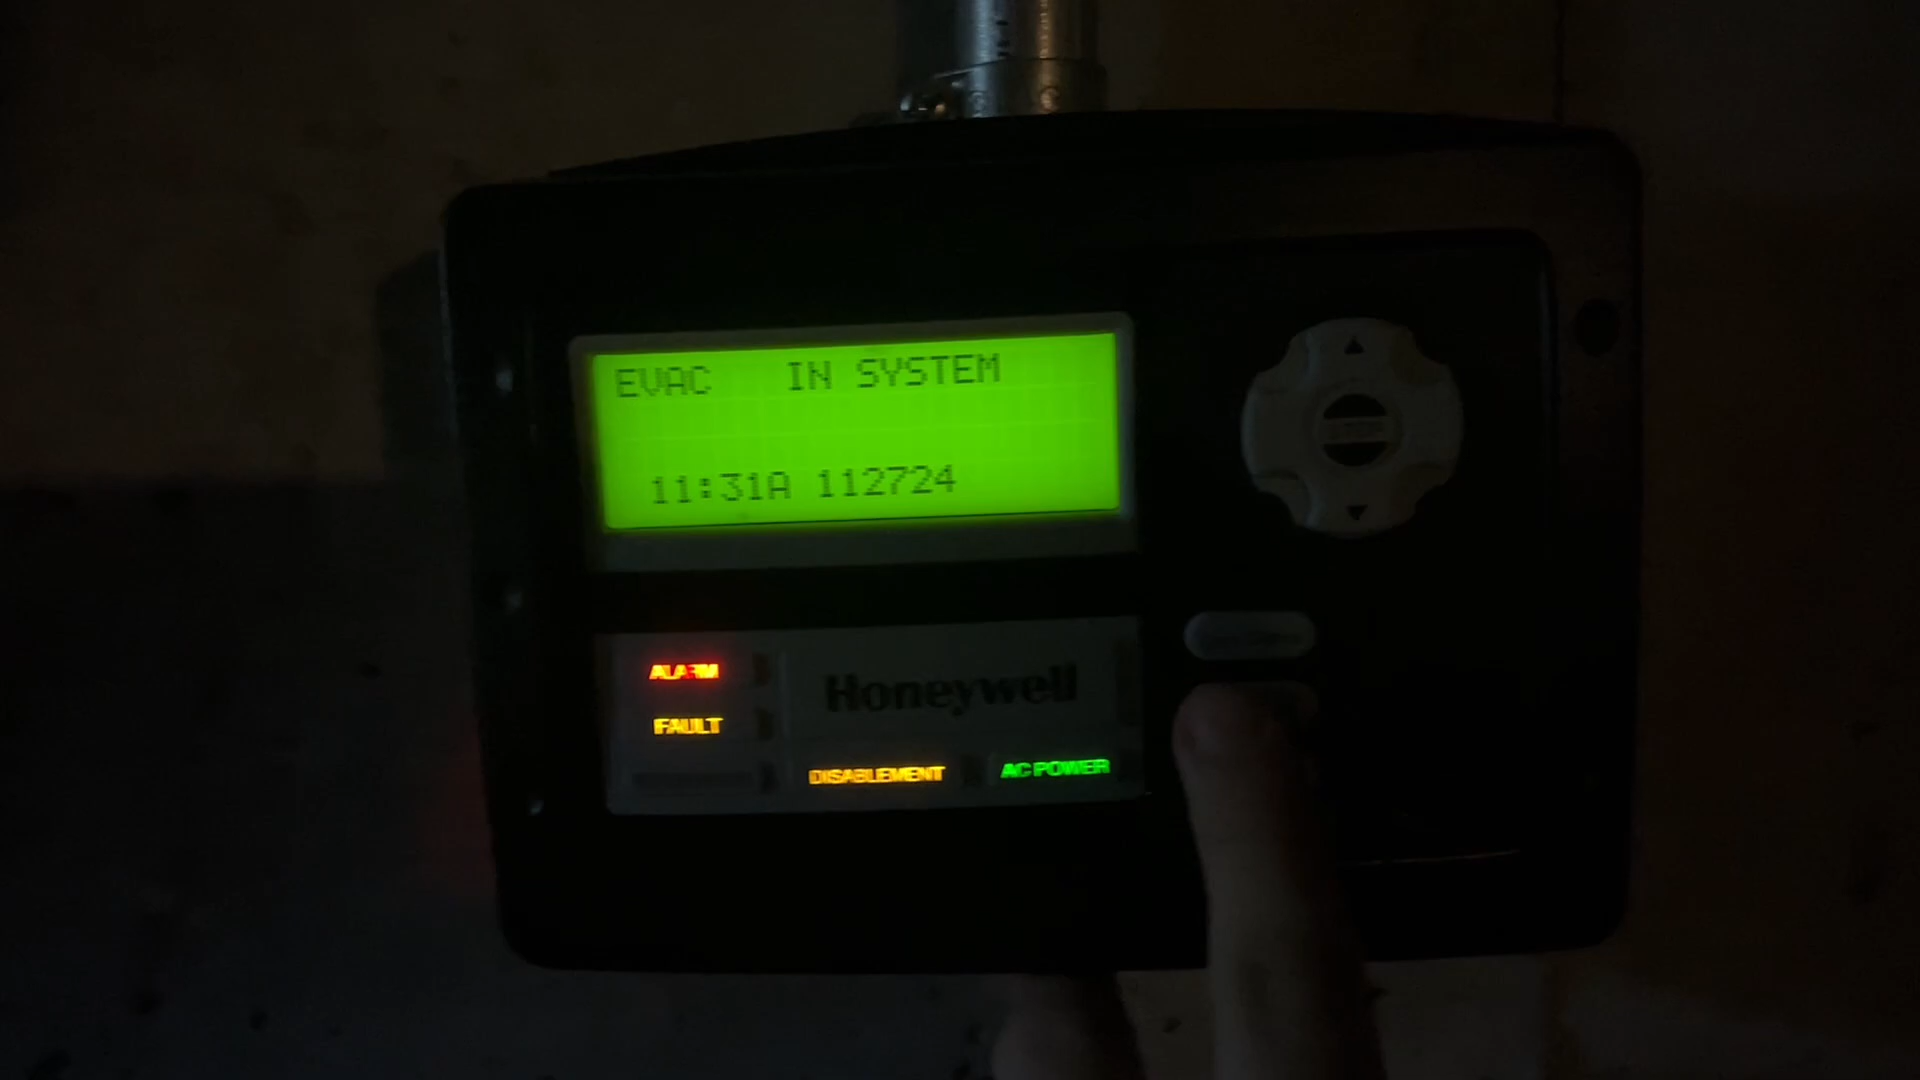 EVAC   IN SYSTEM
11:31A 112724
ALARM
FAULT
Honeywell
DISABLEMENT
AC POWER